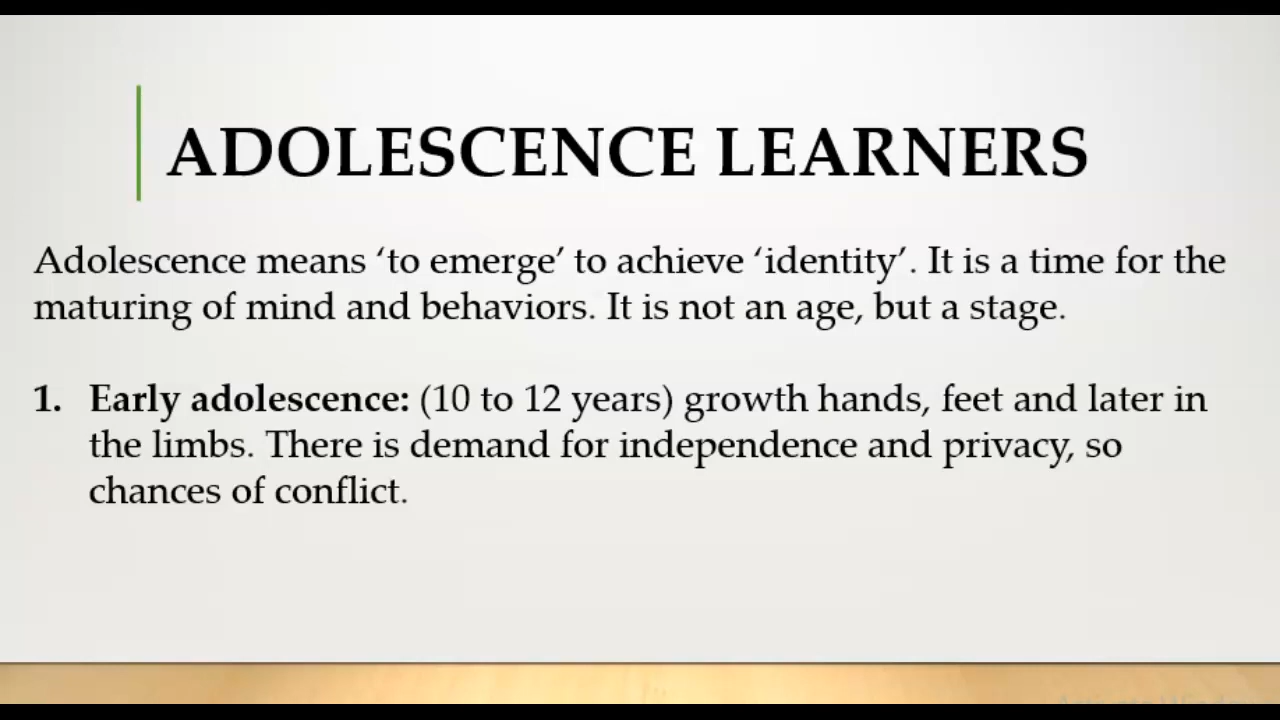 ADOLESCENCE LEARNERS
Adolescence means ‘to emerge’ to achieve ‘identity’. It is a time for the
maturing of mind and behaviors. It is not an age, but a stage.
1. Early adolescence: (10 to 12 years) growth hands, feet and later in
the limbs. There is demand for independence and privacy, so
chances of conflict.